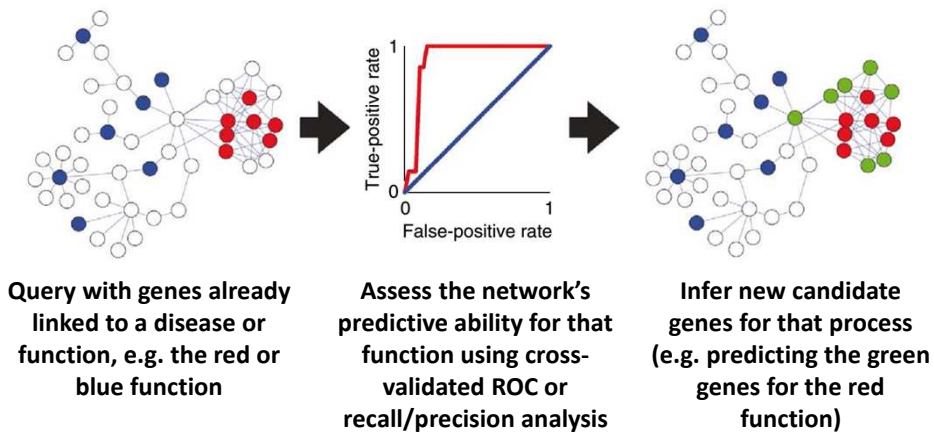 1
True-positive rate
0
0
1
False-positive rate
Query with genes already
linked to a disease or
function, e.g. the red or
blue function
Assess the network’s
predictive ability for that
function using cross-
validated ROC or
recall/precision analysis
Infer new candidate
genes for that process
(e.g. predicting the green
genes for the red
function)